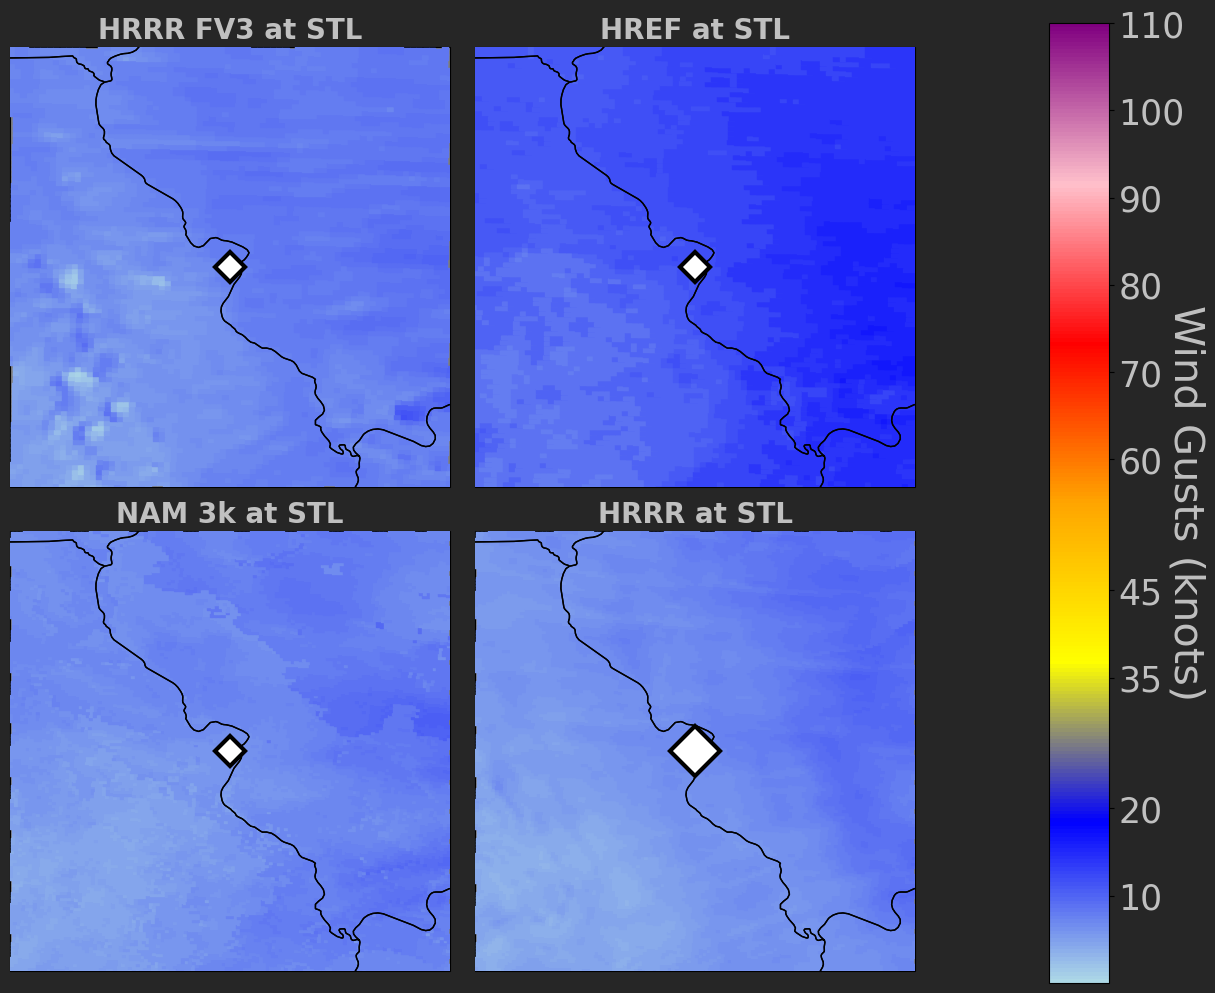 HRRR FV3 at STL
HREF at STL
NAM 3k at STL
HRRR at STL
110
100
90
80
70
60
45
35
20
10
Wind Gusts (knots)